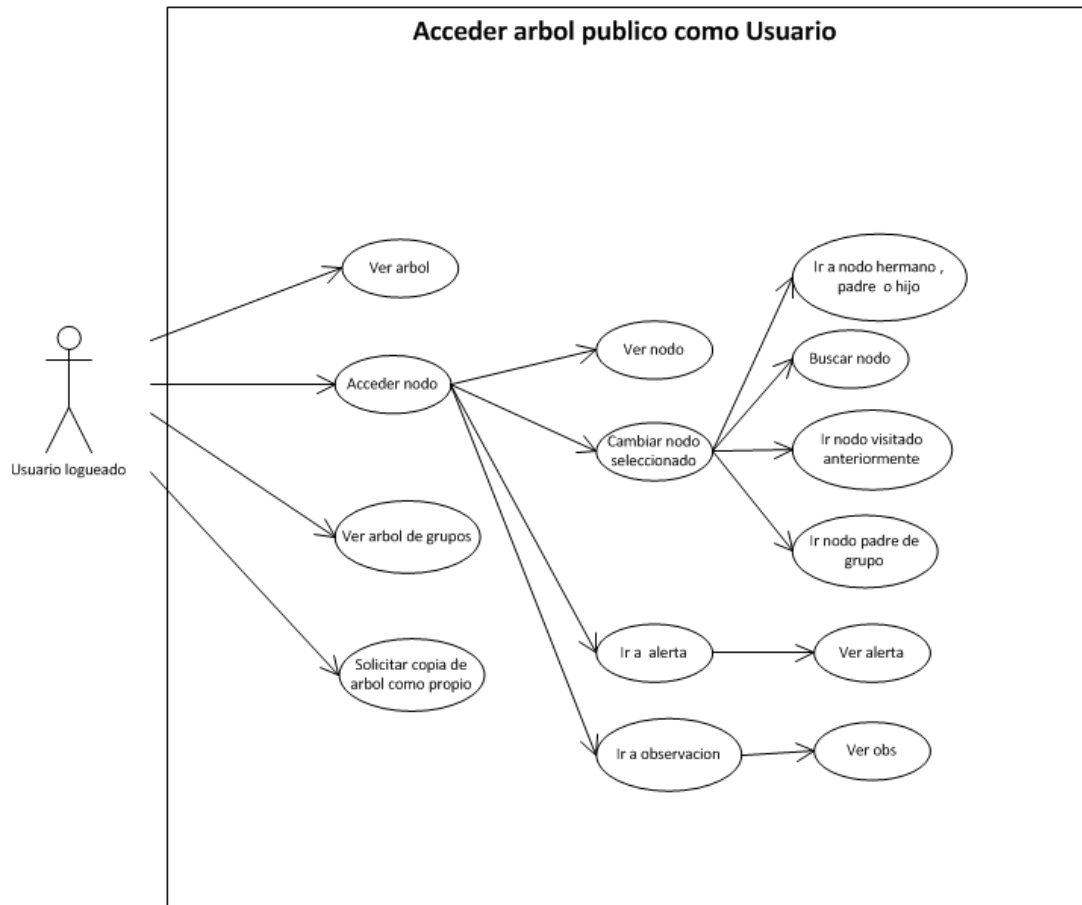 Acceder arbol publico como Usuario
Ver arbol
Ir a nodo hermano ,
padre o hijo
Ver nodo
Buscar nodo
Acceder nodo
Cambiar nodo
seleccionado
Ir nodo visitado
anteriormente
Usuario logueado
Ver arbol de grupos
Ir nodo padre de
grupo
Ir a alerta
Ver alerta
Solicitar copia de
arbol como propio
Ir a observacion
Ver obs